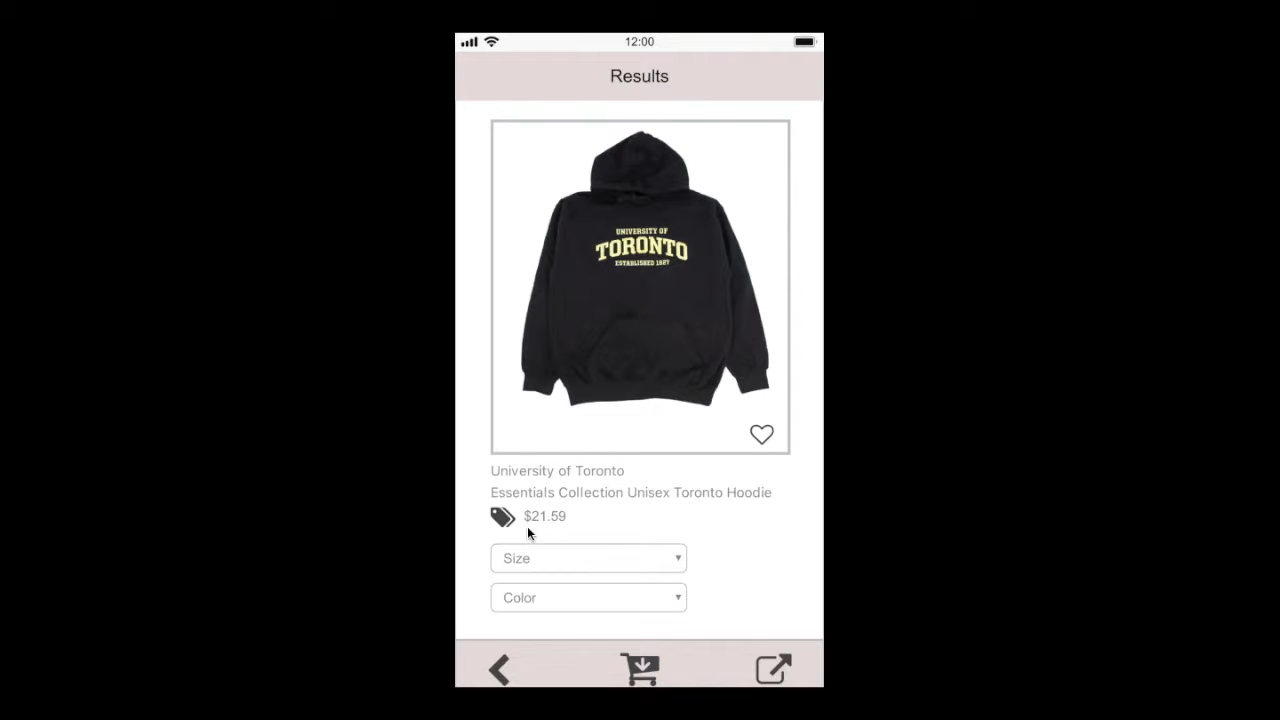 12:00
Results
UNIVERSITY OF
TORONTO
ESTABLISHED 1827
University of Toronto
Essentials Collection Unisex Toronto Hoodie
$21.59
Size
Color